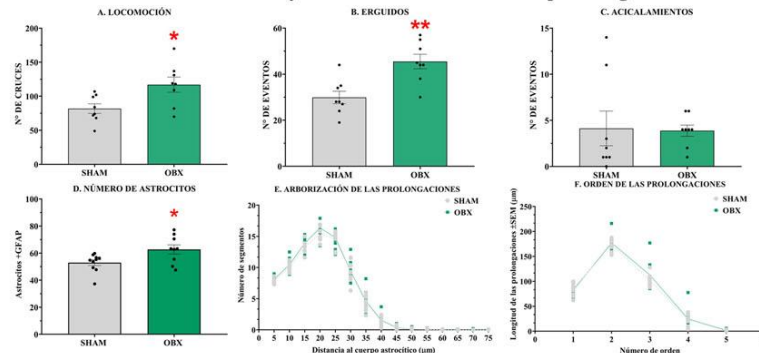 A. LOCOMOCIÓN
*
Nº DE CRUCES
200
150
100
50
0
SHAM OBX
B. ERGUIDOS
**
Nº DE EVENTOS
60
40
20
0
SHAM OBX
C. ACICALAMIENTOS
Nº DE EVENTOS
15
10
5
0
SHAM OBX
D. NÚMERO DE ASTROCITOS
*
Astrocitos +GFAP
100
80
60
40
20
0
SHAM OBX
E. ARBORIZACIÓN DE LAS PROLONGACIONES
SHAM
OBX
Número de segmentos
20
15
10
5
0
5 10 15 20 25 30 35 40 45 50 55 60 65 70 75
Distancia al cuerpo astrocítico (µm)
F. ORDEN DE LAS PROLONGACIONES
SHAM
OBX
Longitud de las prolongaciones ±SEM (µm)
250
200
150
100
50
0
1 2 3 4 5
Número de orden